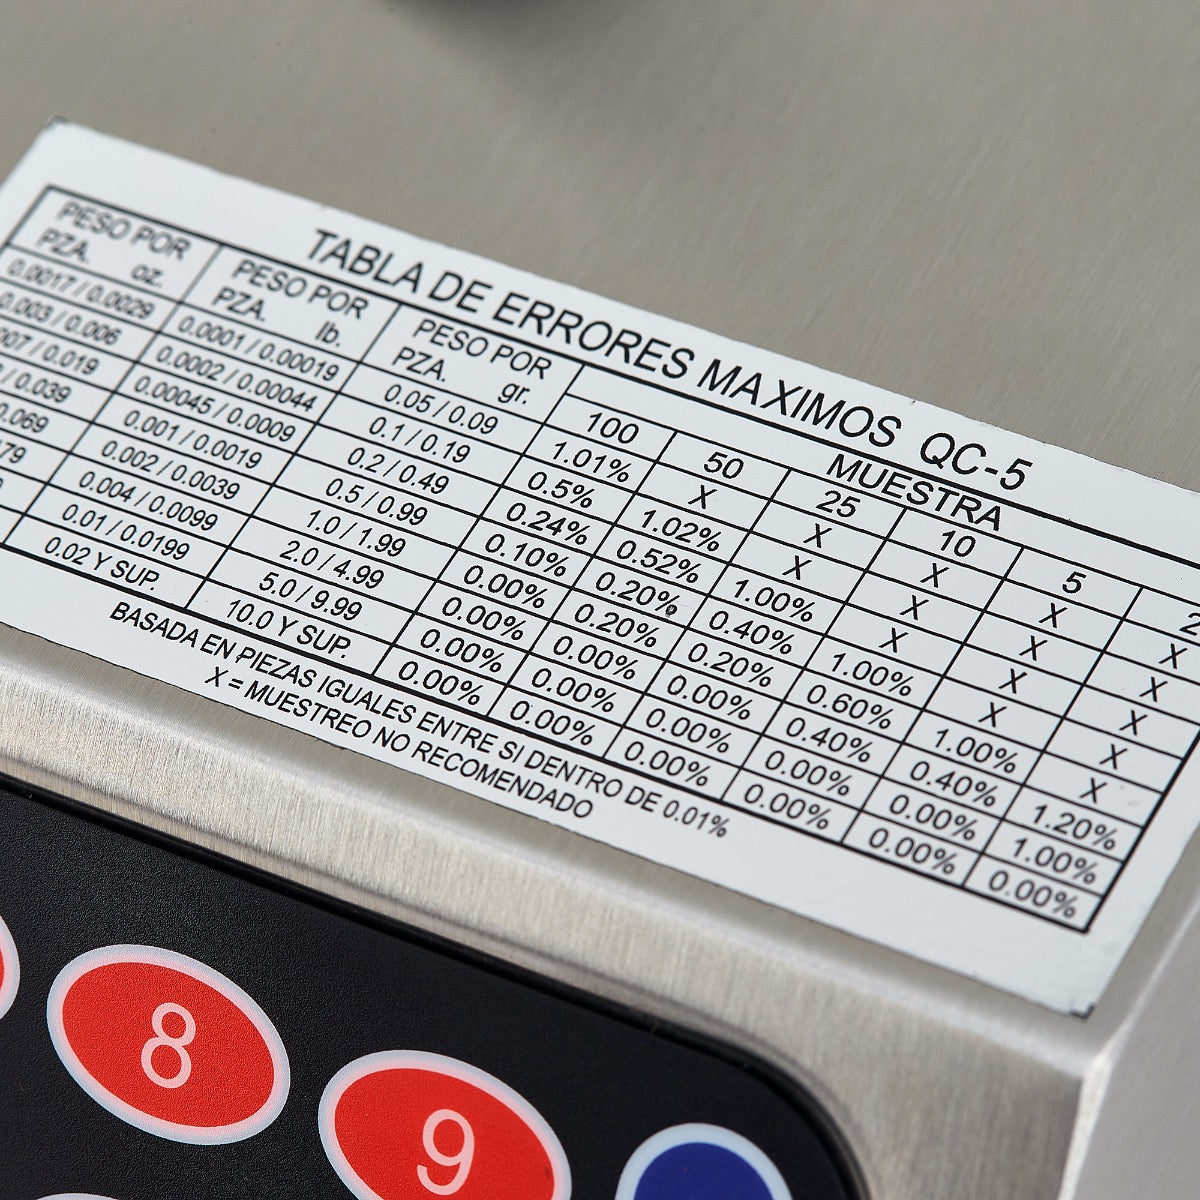 TABLA DE ERRORES MAXIMOS QC-5
PESO POR PZA. oz. PESO POR PZA. lb. PESO POR PZA. gr. MUESTRA
100 50 25 10 5
0.0017 / 0.0029 0.0001 / 0.00019 0.05 / 0.09 1.01% X X X X X
0.003 / 0.006 0.0002 / 0.00044 0.1 / 0.19 0.5% 1.02% X X X X
007 / 0.019 0.00045 / 0.0009 0.2 / 0.49 0.24% 0.52% 1.00% X X X
/ 0.039 0.001 / 0.0019 0.5 / 0.99 0.10% 0.20% 0.40% 1.00% X X
.069 0.002 / 0.0039 1.0 / 1.99 0.00% 0.20% 0.20% 0.60% 1.00% X
79 0.004 / 0.0099 2.0 / 4.99 0.00% 0.00% 0.00% 0.40% 0.40% 1.20%
0.01 / 0.0199 5.0 / 9.99 0.00% 0.00% 0.00% 0.00% 0.00% 1.00%
0.02 Y SUP. 10.0 Y SUP. 0.00% 0.00% 0.00% 0.00% 0.00% 0.00%
BASADA EN PIEZAS IGUALES ENTRE SI DENTRO DE 0.01%
X = MUESTREO NO RECOMENDADO
8
9